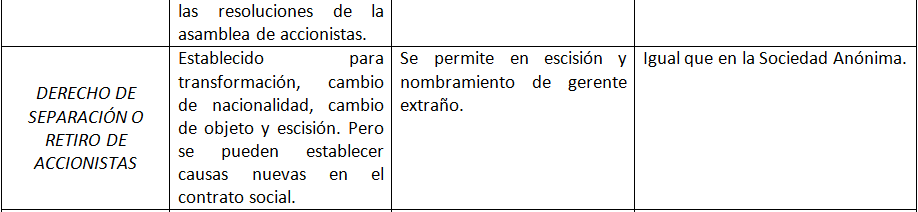 las resoluciones de la
asamblea de accionistas.
DERECHO DE
SEPARACIÓN O
RETIRO DE
ACCIONISTAS
Establecido para
transformación, cambio
de nacionalidad, cambio
de objeto y escisión. Pero
se pueden establecer
causas nuevas en el
contrato social.
Se permite en escisión y
nombramiento de gerente
extraño.
Igual que en la Sociedad Anónima.